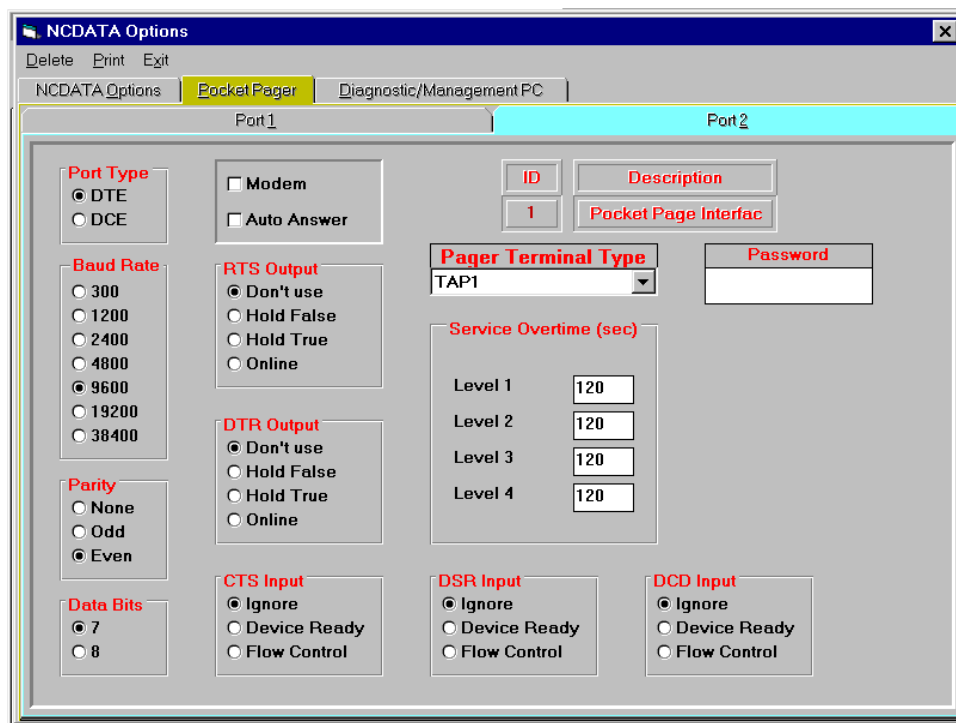 NCDATA Options
Delete Print Exit
NCDATA Options Pocket Pager Diagnostic/Management PC
Port 1 Port 2
Port Type
DTE
DCE
Modem
Auto Answer
ID Description
1 Pocket Page Interfac
Pager Terminal Type
TAP1
Password
Baud Rate
300
1200
2400
4800
9600
19200
38400
RTS Output
Don't use
Hold False
Hold True
Online
Service Overtime (sec)
Level 1 120
Level 2 120
Level 3 120
Level 4 120
DTR Output
Don't use
Hold False
Hold True
Online
Parity
None
Odd
Even
Data Bits
7
8
CTS Input
Ignore
Device Ready
Flow Control
DSR Input
Ignore
Device Ready
Flow Control
DCD Input
Ignore
Device Ready
Flow Control